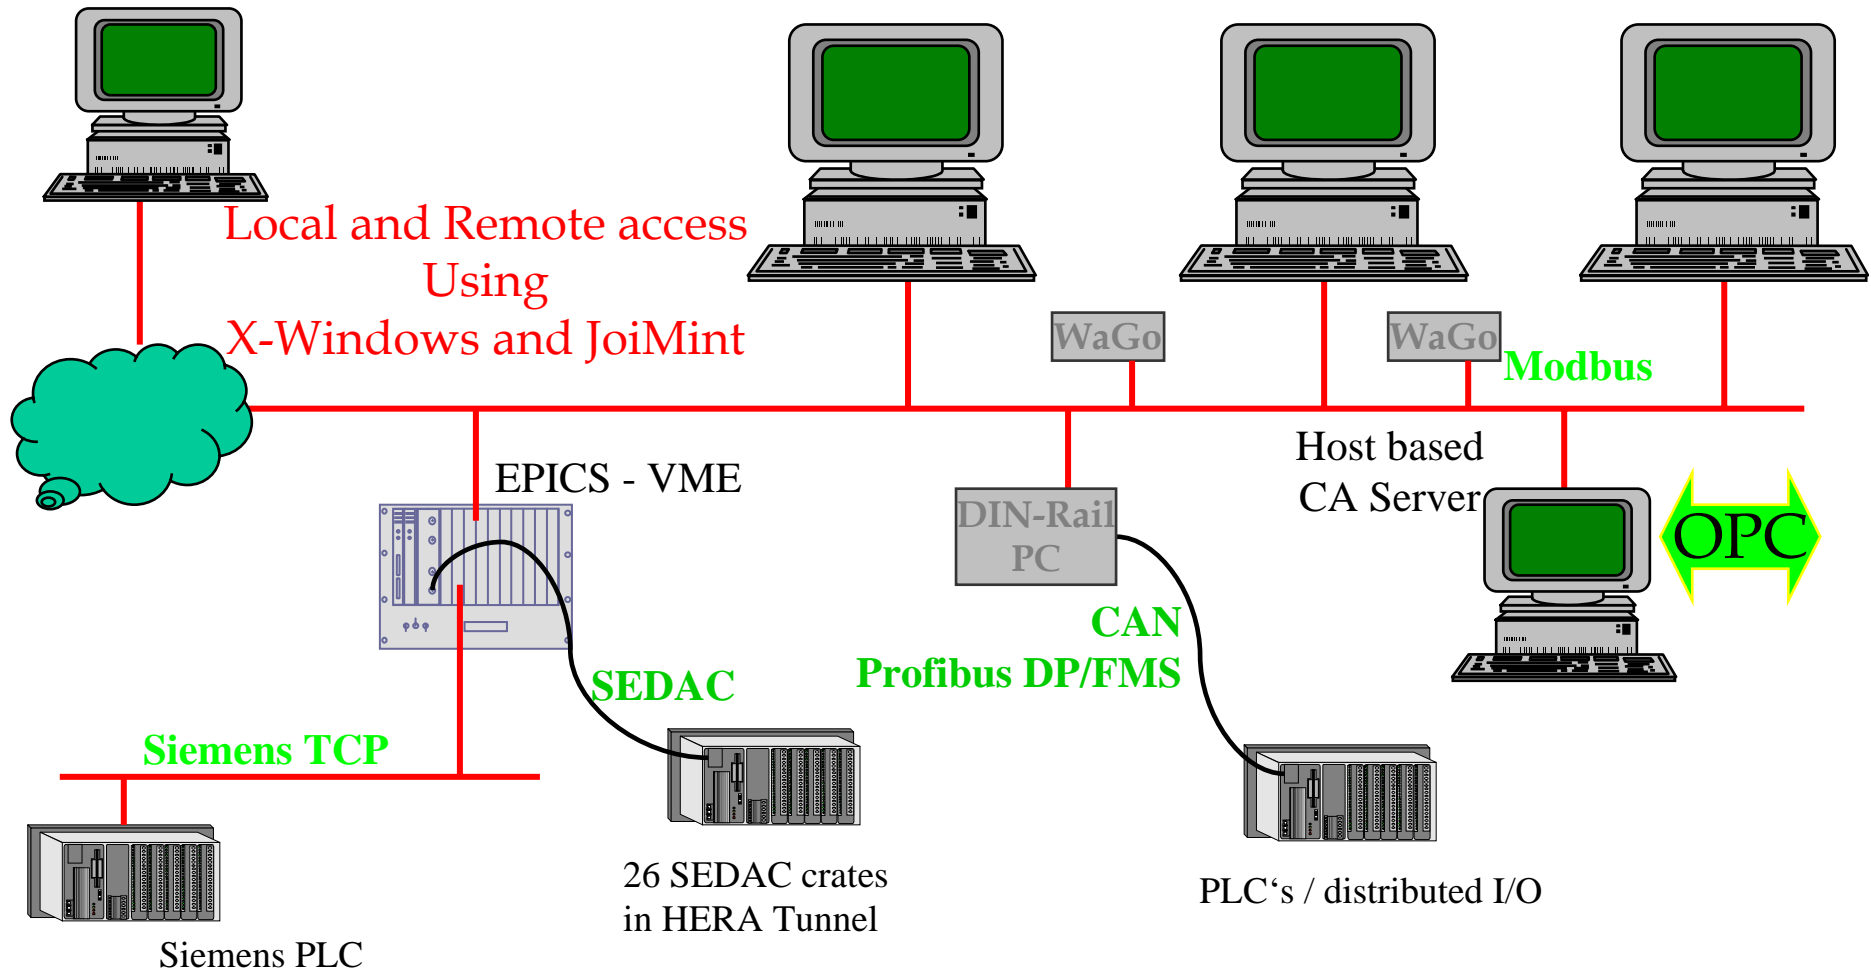 Local and Remote access
Using
X-Windows and JoiMint
WaGo
WaGo
Modbus
EPICS - VME
Host based
CA Server
DIN-Rail
PC
OPC
CAN
Profibus DP/FMS
SEDAC
Siemens TCP
26 SEDAC crates
in HERA Tunnel
PLC‘s / distributed I/O
Siemens PLC